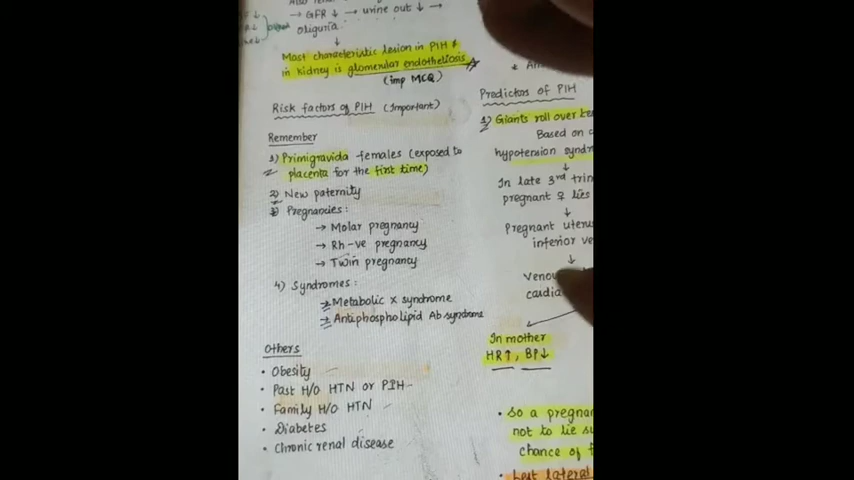 → GFR ↓ → urine out ↓ →
oliguria
↓
Most characteristic lesion in PIH
in kidney is glomerular endotheliosis
(imp MCQ)
Risk factors of PIH (Important)
Remember
1) Primigravida females (exposed to
placenta for the first time)
2) New paternity
3) Pregnancies:
→ Molar pregnancy
→ Rh-ve pregnancy
→ Twin pregnancy
4) Syndromes:
→ Metabolic X syndrome
→ Antiphospholipid Ab syndrome
Others
• Obesity
• Past H/O HTN or PIH
• Family H/O HTN
• Diabetes
• Chronic renal disease
Predictors of PIH
1) Giants roll over
Based on
hypotension
↓
In late 3rd
pregnant ♀ lies
↓
Pregnant
inferior
↓
In mother
HR↑, BP↓
• So a
not to lie
chance of
• lateral